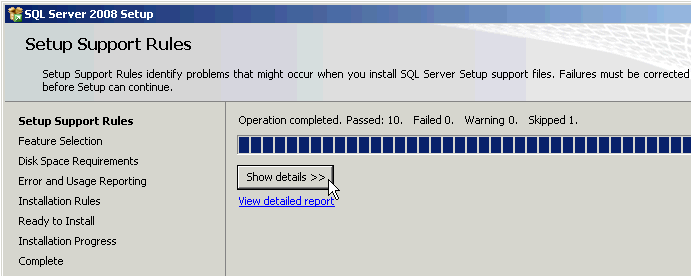 SQL Server 2008 Setup
Setup Support Rules
Setup Support Rules identify problems that might occur when you install SQL Server Setup support files. Failures must be corrected
before Setup can continue.
Setup Support Rules
Feature Selection
Disk Space Requirements
Error and Usage Reporting
Installation Rules
Ready to Install
Installation Progress
Complete
Operation completed. Passed: 10. Failed 0. Warning 0. Skipped 1.
Show details >>
View detailed report